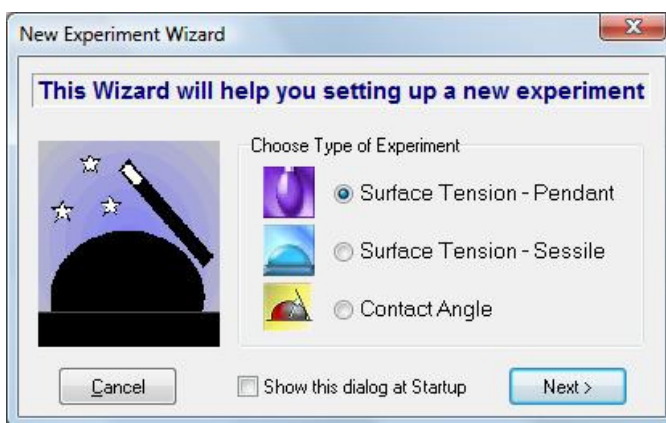 New Experiment Wizard
This Wizard will help you setting up a new experiment
Choose Type of Experiment
Surface Tension - Pendant
Surface Tension - Sessile
Contact Angle
Cancel
Show this dialog at Startup
Next >